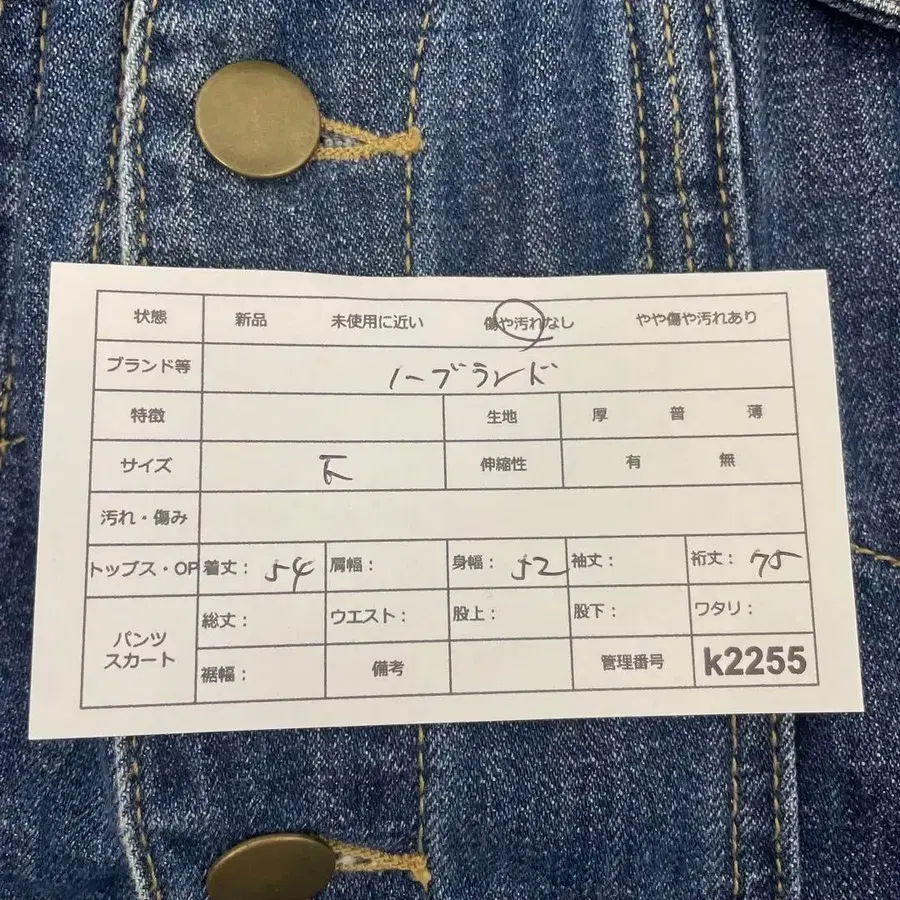 状態 新品 未使用に近い 傷や汚れなし やや傷や汚れあり
ブランド等 ノーブランド
特徴 生地 厚 普 薄
サイズ 伸縮性 有 無
汚れ・傷み
トップス・OP 着丈: 54 肩幅: 身幅: 52 袖丈: 裄丈: 75
パンツ 総丈: ウエスト: 股上: 股下: ワタリ:
スカート 裾幅: 備考 管理番号 k2255